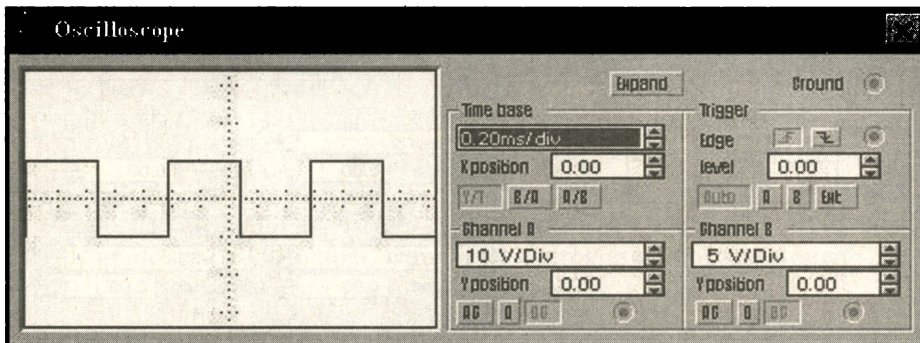 Oscilloscope
Expand
Ground
Time base
0.20ms/div
X position 0.00
Y/T B/A A/B
Trigger
Edge
level 0.00
Auto A B Ext
Channel A
10 V/Div
Y position 0.00
AC 0 DC
Channel B
5 V/Div
Y position 0.00
AC 0 DC